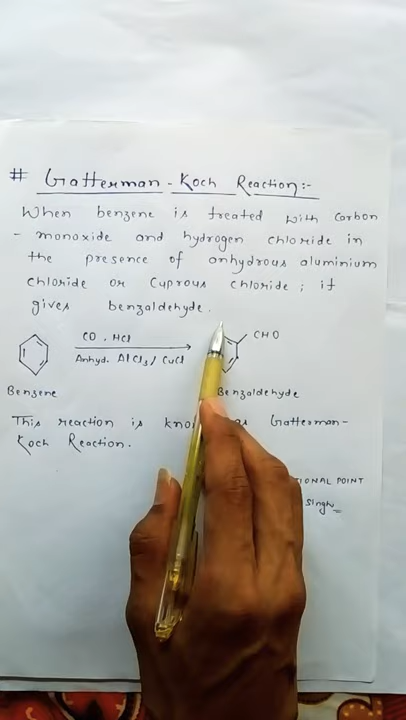 # Gatterman - Koch Reaction:-
When benzene is treated with Carbon
- monoxide and hydrogen chloride in
the presence of anhydrous aluminium
chloride or Cuprous chloride ; it
gives benzaldehyde.
CO , HCl
CHO
Anhyd. AlCl3 / CuCl
Benzene
Benzaldehyde
This reaction is as Gatterman-
Koch Reaction.
POINT
Singh